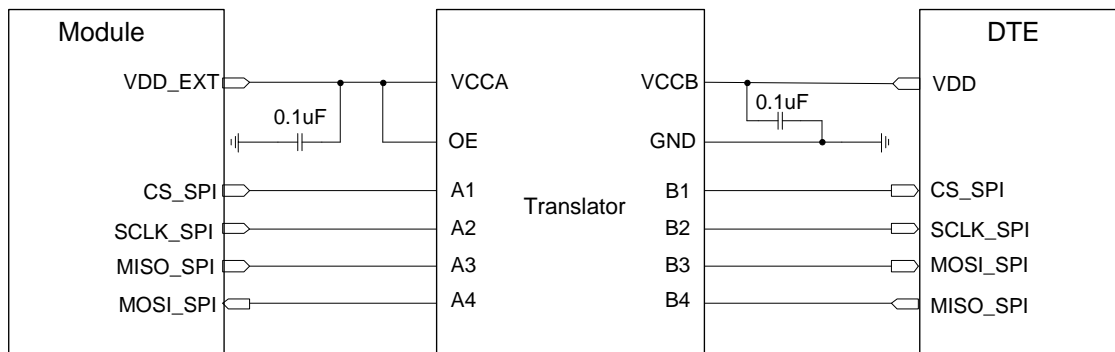 Module
DTE
VDD_EXT
VCCA
VCCB
VDD
0.1uF
0.1uF
OE
GND
CS_SPI
A1
B1
CS_SPI
Translator
SCLK_SPI
A2
B2
SCLK_SPI
MISO_SPI
A3
B3
MOSI_SPI
MOSI_SPI
A4
B4
MISO_SPI